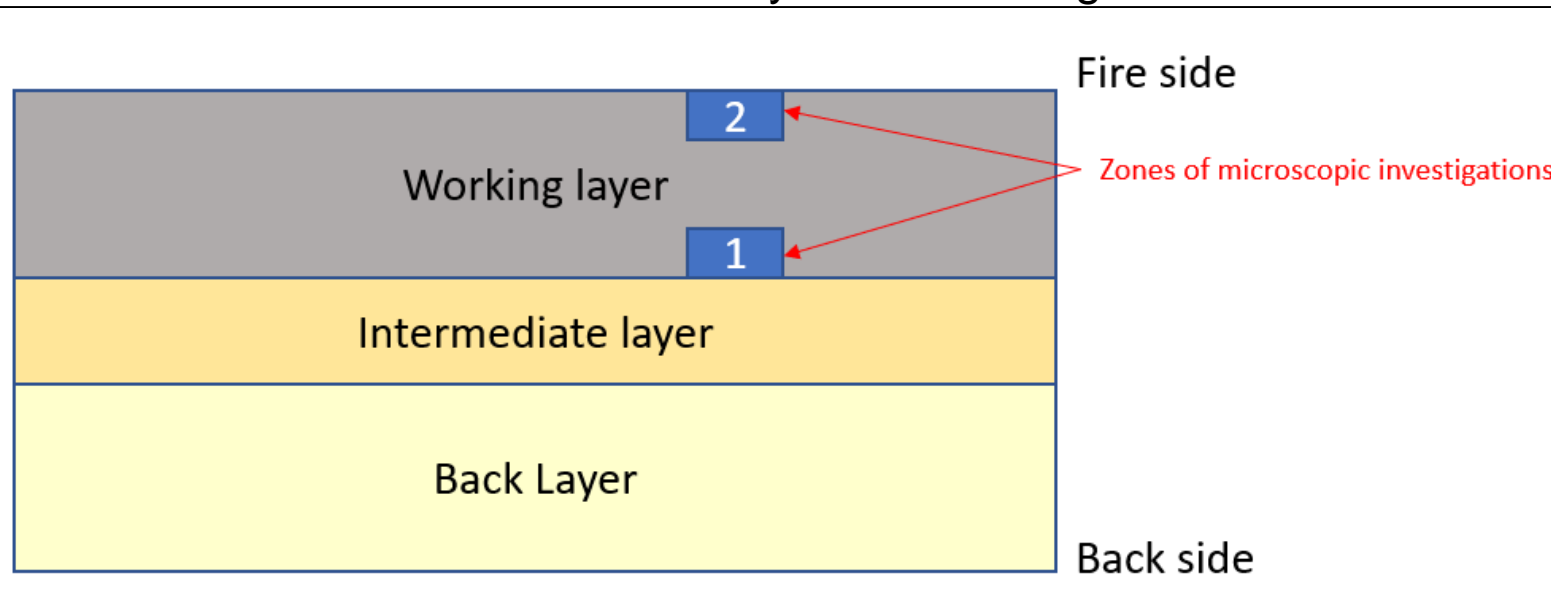 Fire side
2
Zones of microscopic investigations
Working layer
1
Intermediate layer
Back Layer
Back side